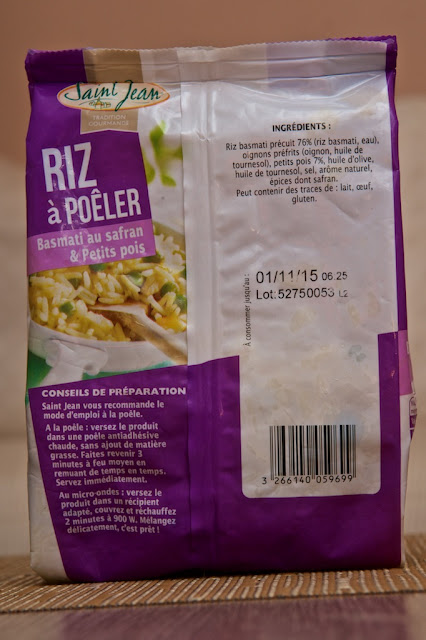 Saint Jean
TRADITION
GOURMANDE
RIZ
à POÊLER
Basmati au safran
& Petits pois
CONSEILS DE PRÉPARATION
Saint Jean vous recommande le
mode d'emploi à la poêle.
A la poêle : versez le produit
dans une poêle antiadhésive
chaude, sans ajout de matière
grasse. Faites revenir 3
minutes à feu moyen en
remuant de temps en temps.
Servez immédiatement.
Au micro-ondes : versez le
produit dans un récipient
adapté, couvrez et réchauffez
2 minutes à 900 W. Mélangez
délicatement, c'est prêt !
INGRÉDIENTS :
Riz basmati précuit 76% (riz basmati, eau),
oignons préfrits (oignon, huile de
tournesol), petits pois 7%, huile d'olive,
huile de tournesol, sel, arôme naturel,
épices dont safran.
Peut contenir des traces de : lait, œuf,
gluten.
À consommer jusqu'au :
01/11/15 06:25
Lot:52750053 L2
3 266140 059699